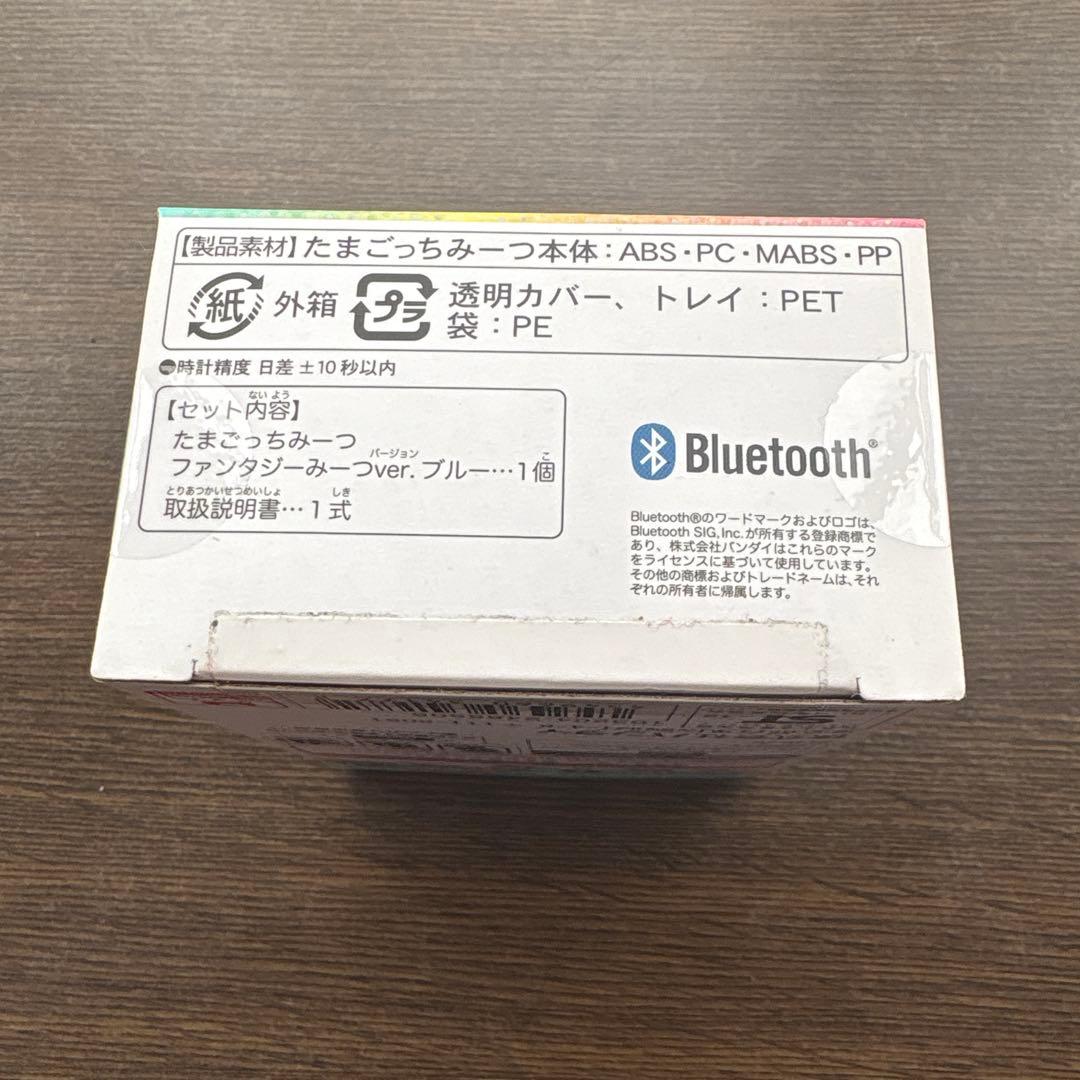 【製品素材】たまごっちみーつ本体：ABS・PC・MABS・PP
紙 外箱 プラ 透明カバー、トレイ：PET
袋：PE
●時計精度 日差 ±10秒以内
【セット内容】
ないよう
たまごっちみーつ
ファンタジーみーつver.ブルー…1個
バージョン
こ
取扱説明書…1式
とりあつかいせつめいしょ
しき
Bluetooth®
Bluetooth®のワードマークおよびロゴは、
Bluetooth SIG, Inc.が所有する登録商標で
あり、株式会社バンダイはこれらのマーク
をライセンスに基づいて使用しています。
その他の商標およびトレードネームは、それ
ぞれの所有者に帰属します。